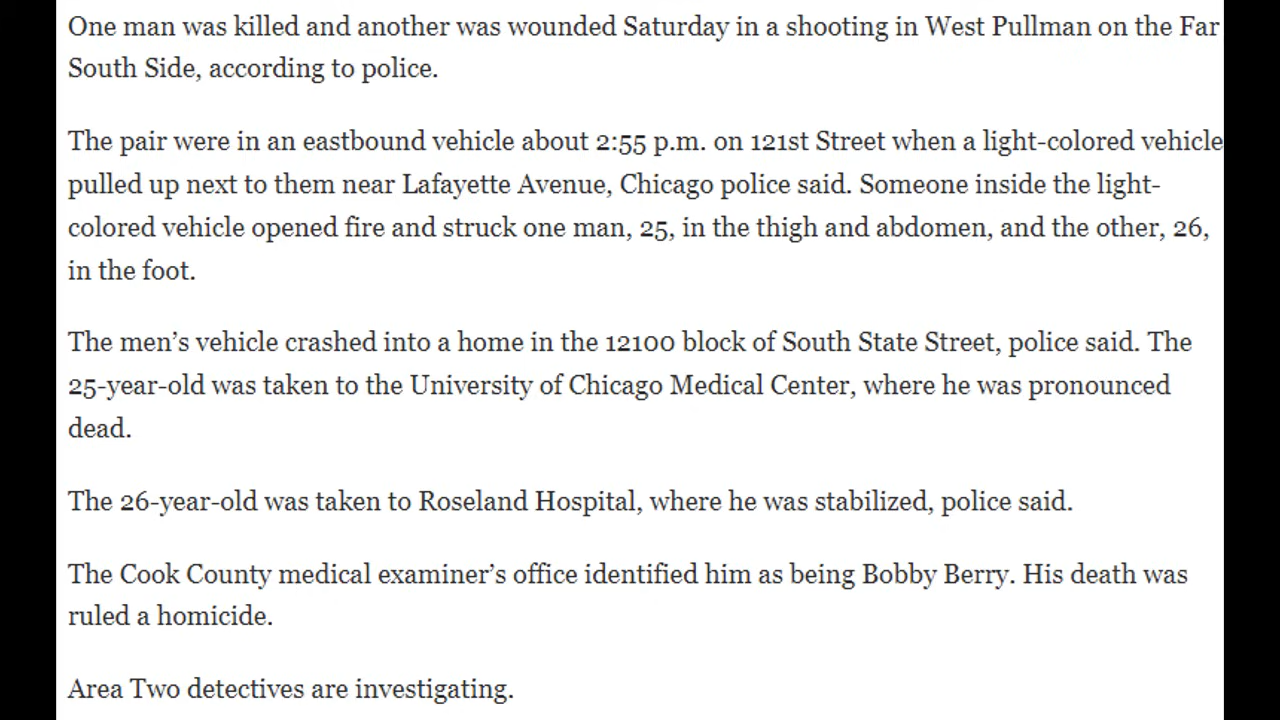 One man was killed and another was wounded Saturday in a shooting in West Pullman on the Far
South Side, according to police.
The pair were in an eastbound vehicle about 2:55 p.m. on 121st Street when a light-colored vehicle
pulled up next to them near Lafayette Avenue, Chicago police said. Someone inside the light-
colored vehicle opened fire and struck one man, 25, in the thigh and abdomen, and the other, 26,
in the foot.
The men’s vehicle crashed into a home in the 12100 block of South State Street, police said. The
25-year-old was taken to the University of Chicago Medical Center, where he was pronounced
dead.
The 26-year-old was taken to Roseland Hospital, where he was stabilized, police said.
The Cook County medical examiner’s office identified him as being Bobby Berry. His death was
ruled a homicide.
Area Two detectives are investigating.